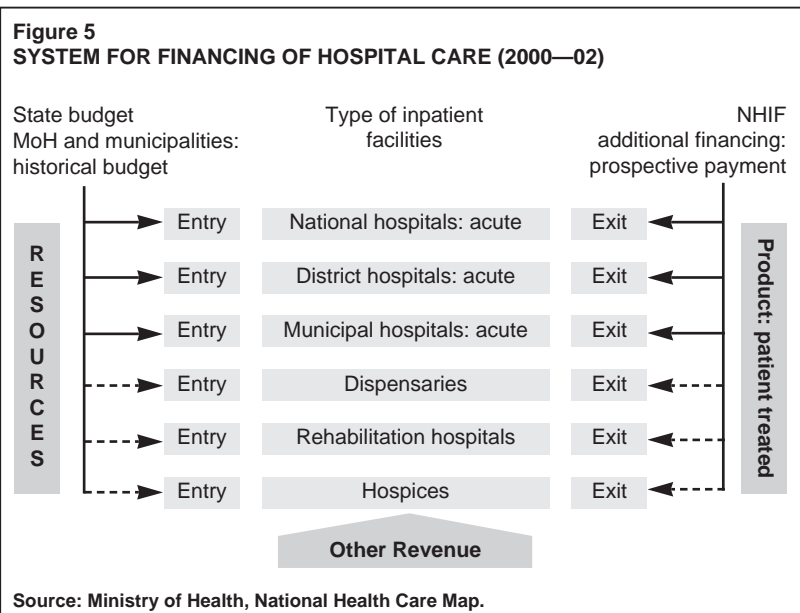 Figure 5
SYSTEM FOR FINANCING OF HOSPITAL CARE (2000—02)
State budget
MoH and municipalities:
historical budget
Type of inpatient
facilities
NHIF
additional financing:
prospective payment
RESOURCES
Entry National hospitals: acute Exit
Entry District hospitals: acute Exit
Entry Municipal hospitals: acute Exit
Entry Dispensaries Exit
Entry Rehabilitation hospitals Exit
Entry Hospices Exit
Product: patient treated
Other Revenue
Source: Ministry of Health, National Health Care Map.